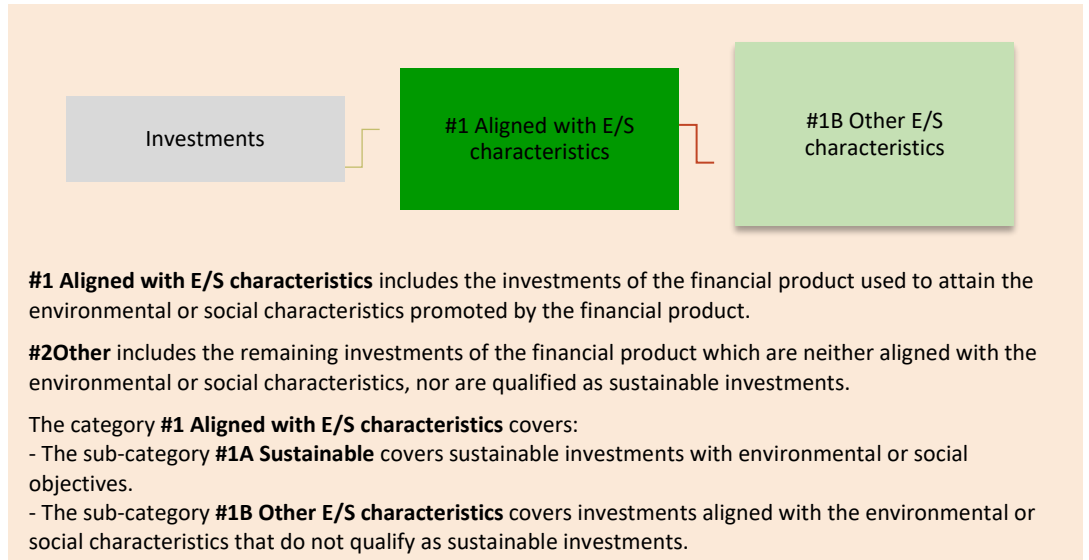 Investments
#1 Aligned with E/S
characteristics
#1B Other E/S
characteristics
#1 Aligned with E/S characteristics includes the investments of the financial product used to attain the
environmental or social characteristics promoted by the financial product.
#2Other includes the remaining investments of the financial product which are neither aligned with the
environmental or social characteristics, nor are qualified as sustainable investments.
The category #1 Aligned with E/S characteristics covers:
- The sub-category #1A Sustainable covers sustainable investments with environmental or social
objectives.
- The sub-category #1B Other E/S characteristics covers investments aligned with the environmental or
social characteristics that do not qualify as sustainable investments.